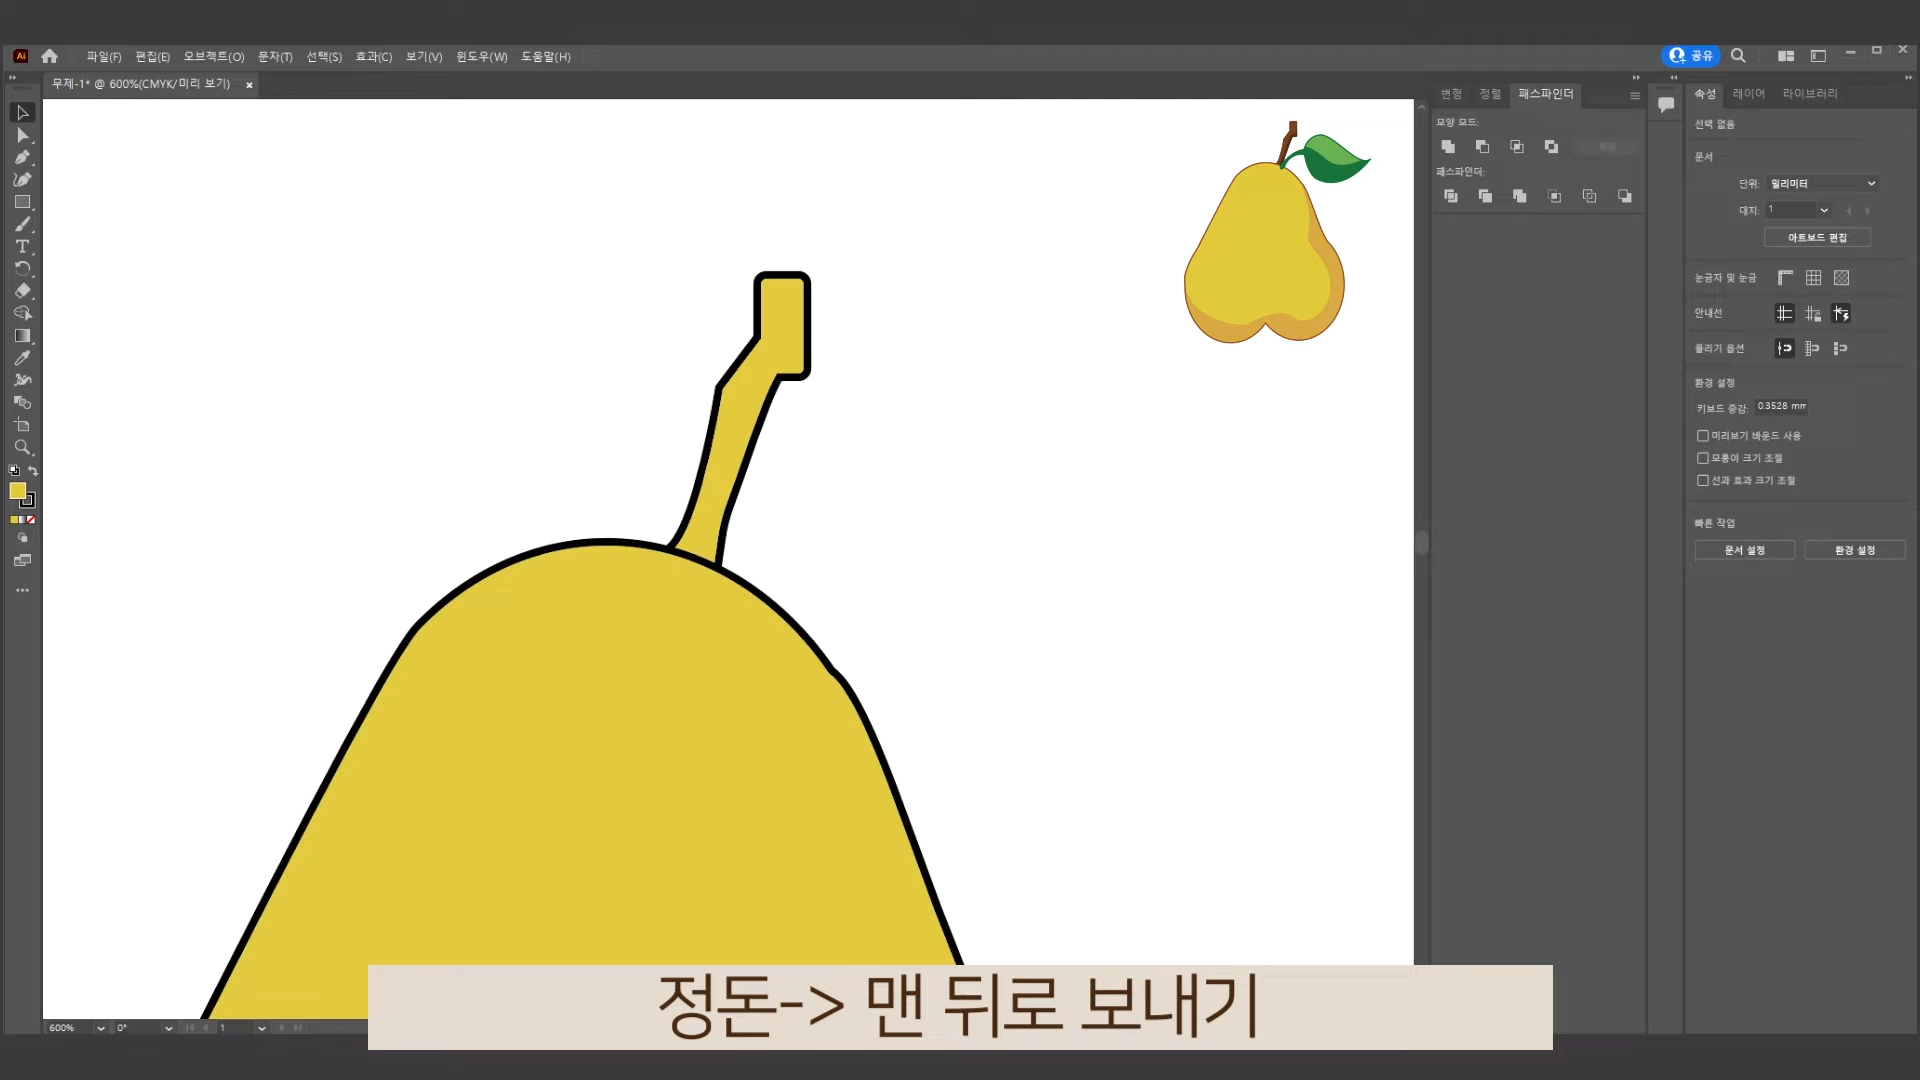 Ai
파일(F) 편집(E) 오브젝트(O) 문자(T) 선택(S) 효과(C) 보기(V) 윈도우(W) 도움말(H)
공유
무제-1* @ 600%(CMYK/미리 보기) ×
변형 정렬 패스파인더
모양 모드:
패스파인더:
속성 레이어 라이브러리
선택 없음
문서
단위: 밀리미터
대지: 1
아트보드 편집
눈금자 및 눈금
안내선
물리기 옵션
환경 설정
키보드 증감: 0.3528 mm
미리보기 바운드 사용
모퉁이 크기 조절
선과 효과 크기 조절
빠른 작업
문서 설정 환경 설정
600% 0° 1
정돈-> 맨 뒤로 보내기